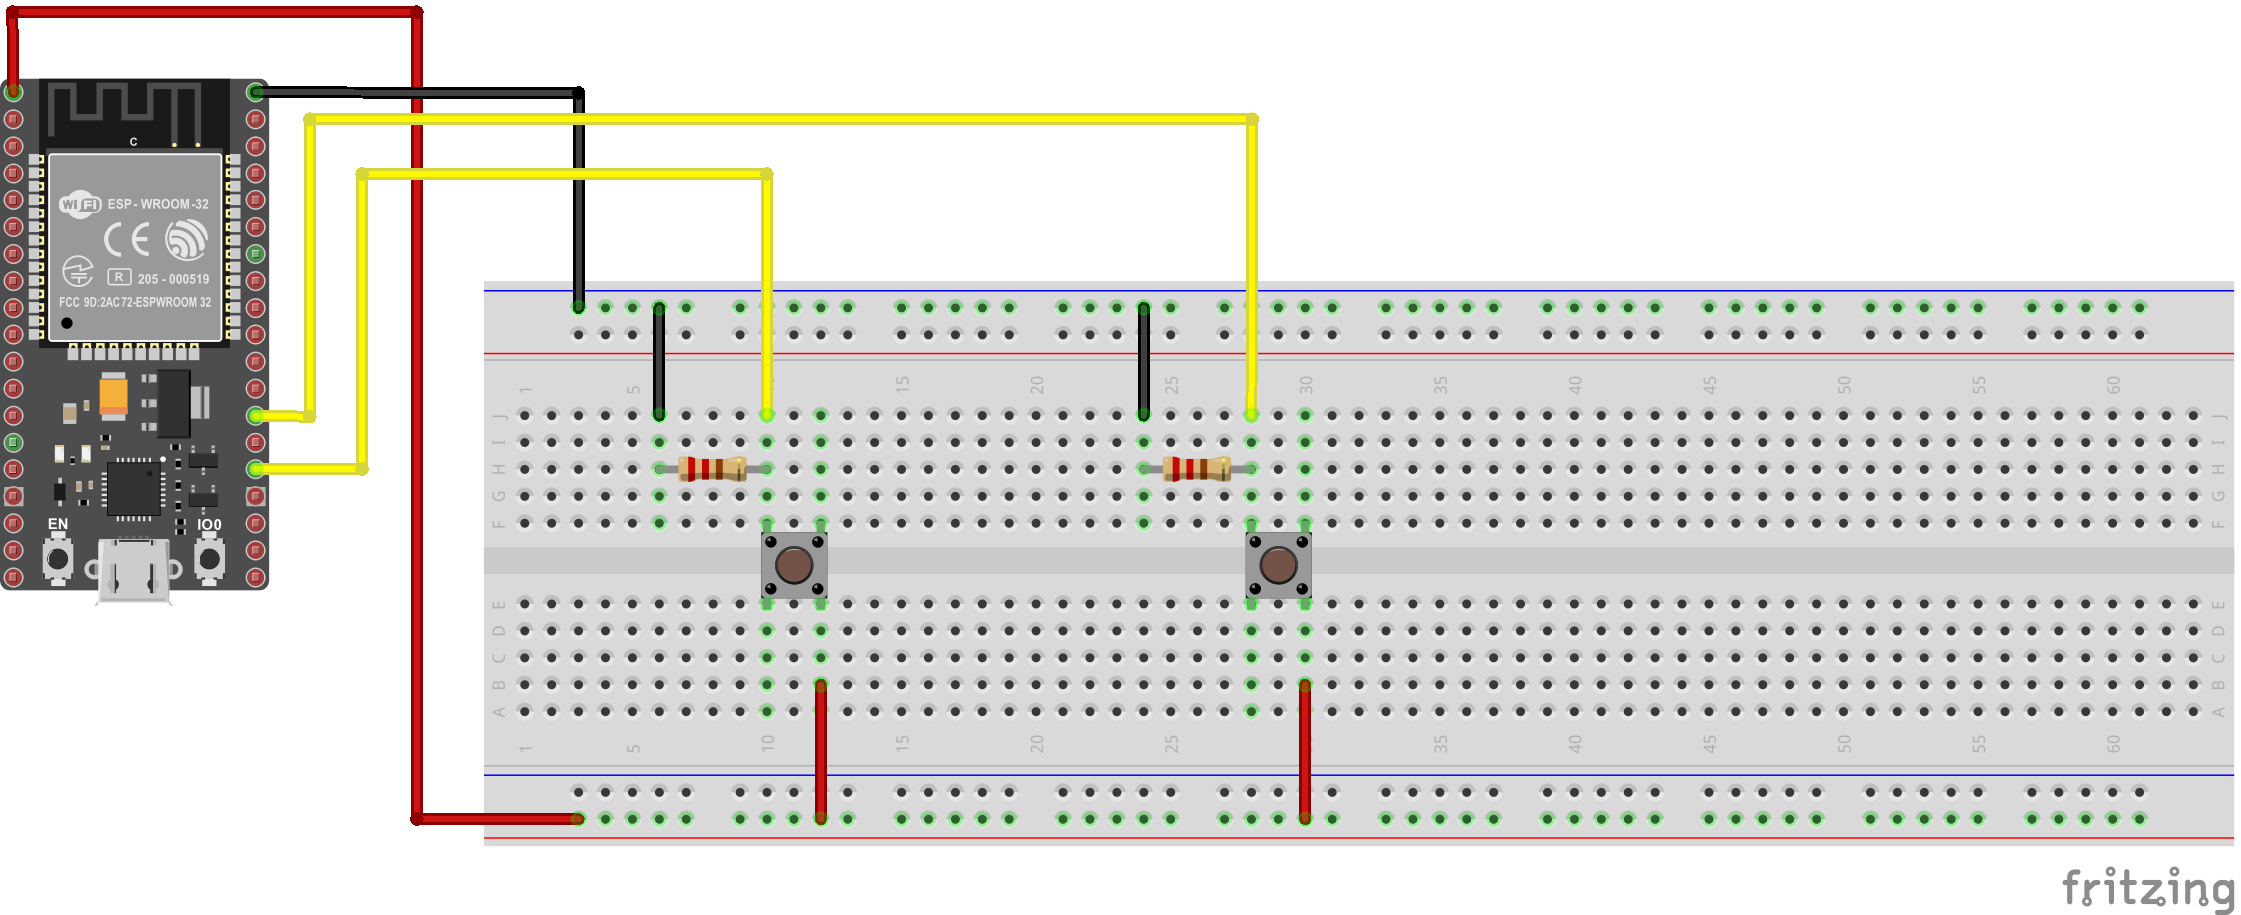 C
WiFi ESP-WROOM-32
CE
R 205-000519
FCC 9D:2AC72-ESPWROOM 32
EN
IO0
1 5 15 20 25 30 35 40 45 50 55 60
J J
I I
H H
G G
F F
E E
D D
C C
B B
A A
1 5 10 15 20 25 35 40 45 50 55 60
fritzing